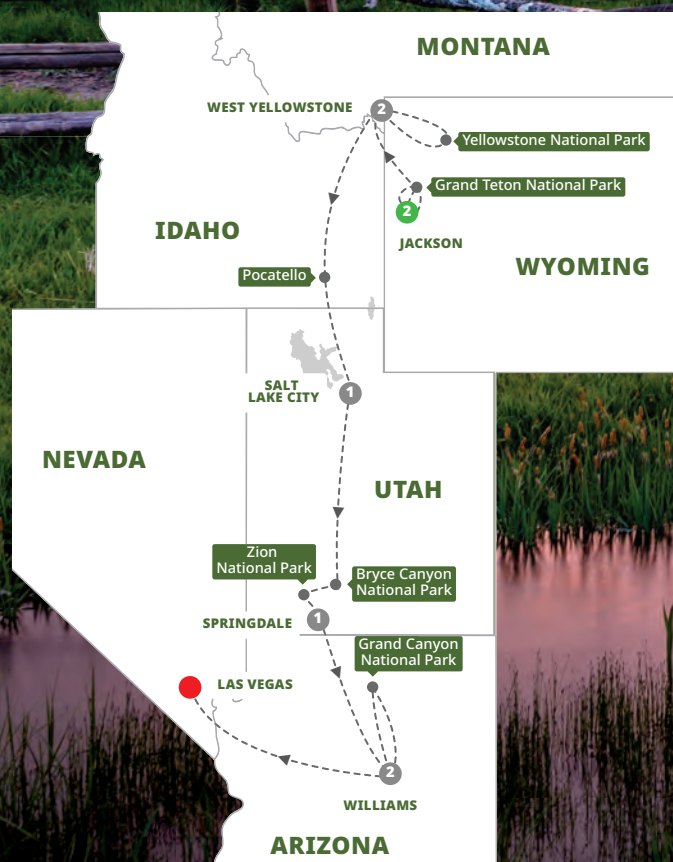 MONTANA
WEST YELLOWSTONE
2
Yellowstone National Park
Grand Teton National Park
2
JACKSON
IDAHO
WYOMING
Pocatello
SALT
LAKE CITY
1
NEVADA
UTAH
Zion
National Park
Bryce Canyon
National Park
SPRINGDALE
1
Grand Canyon
National Park
LAS VEGAS
2
WILLIAMS
ARIZONA